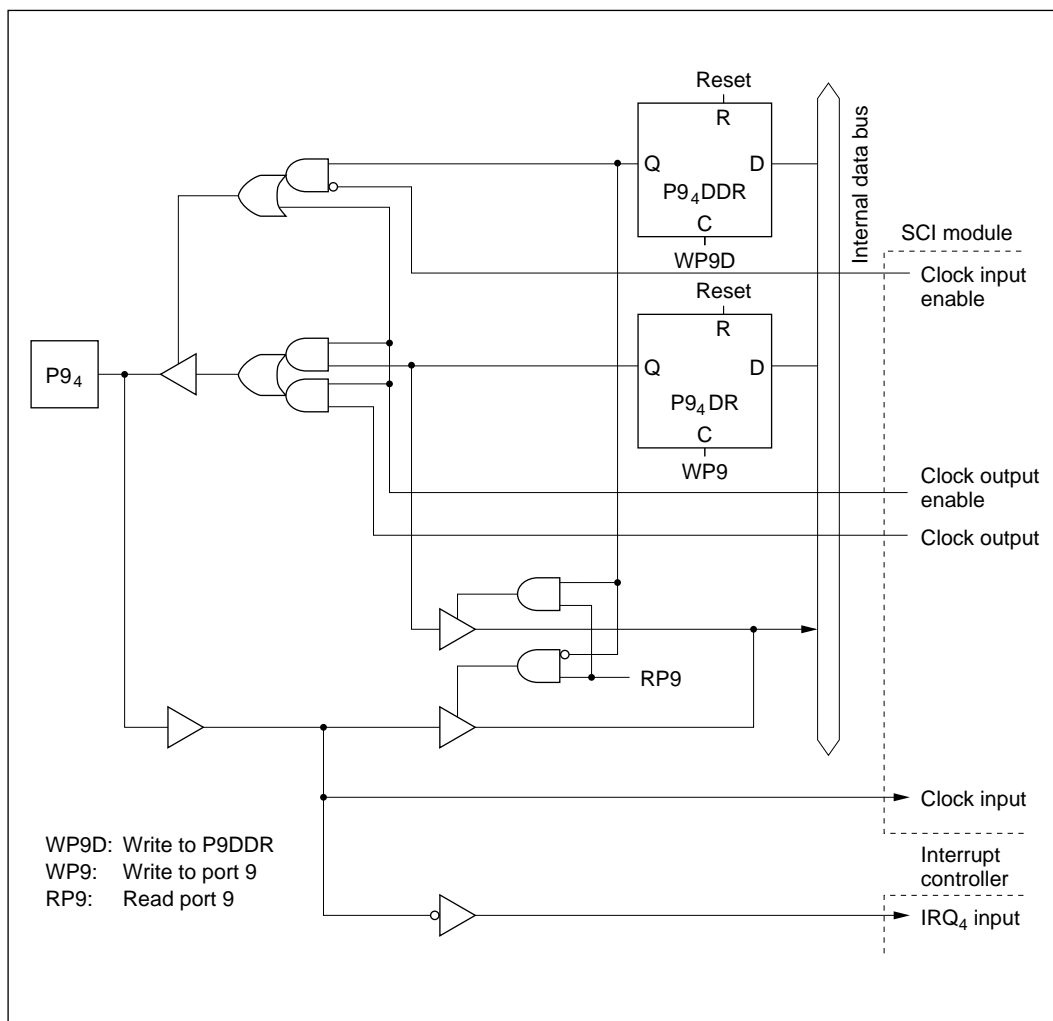 Reset
R
Q
D
P9₄DDR
C
WP9D
Internal data bus
SCI module
Clock input
enable
Reset
R
Q
D
P9₄DR
C
WP9
P9₄
Clock output
enable
Clock output
RP9
Clock input
WP9D: Write to P9DDR
WP9: Write to port 9
RP9: Read port 9
Interrupt
controller
IRQ₄ input